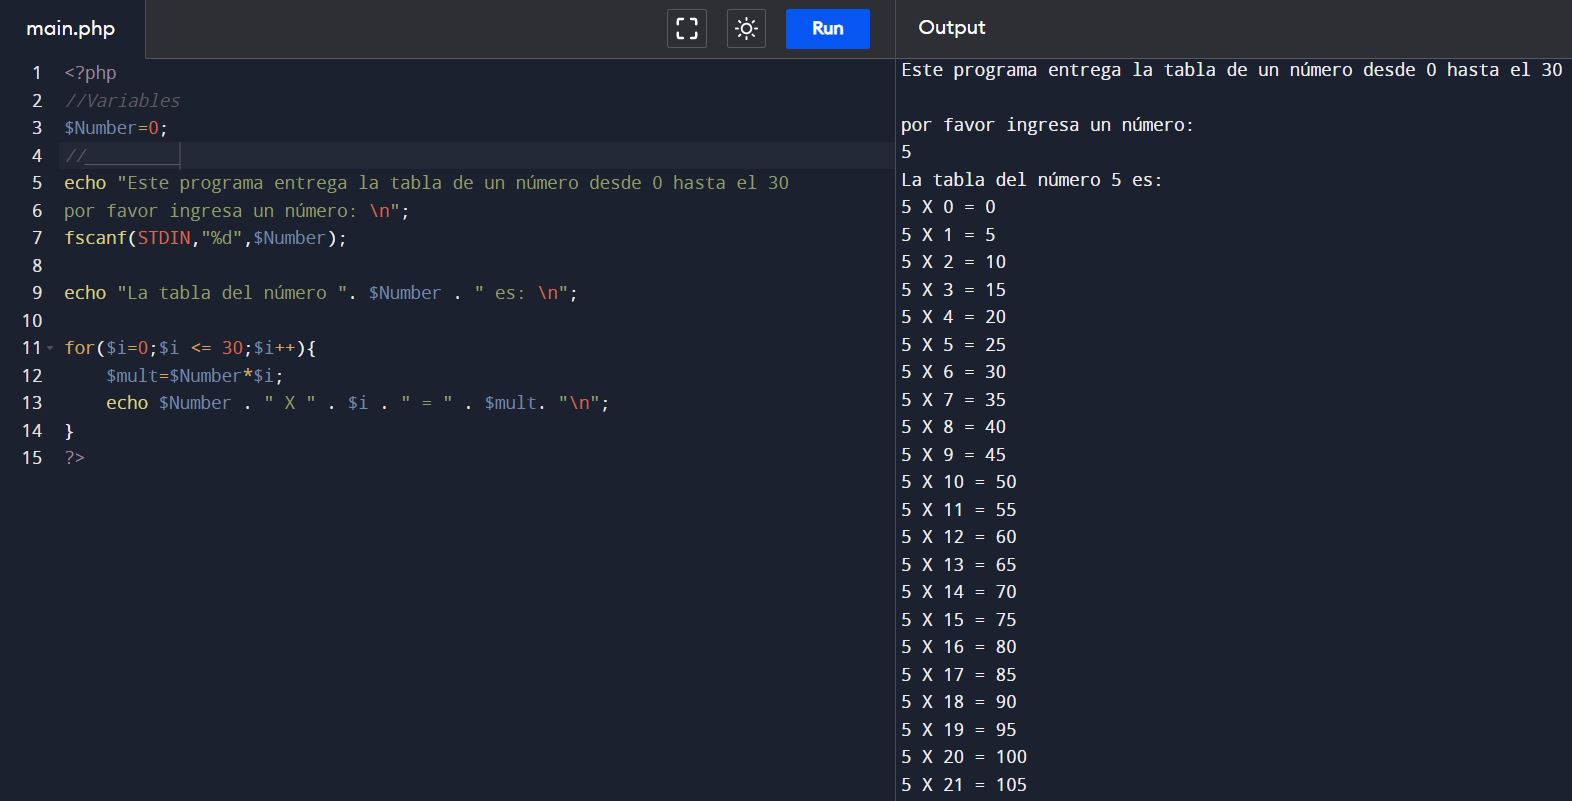 main.php
Run
Output
1 <?php
2 //Variables
3 $Number=0;
4 //_________
5 echo "Este programa entrega la tabla de un número desde 0 hasta el 30
6 por favor ingresa un número: \n";
7 fscanf(STDIN,"%d",$Number);
8
9 echo "La tabla del número ". $Number . " es: \n";
10
11 for($i=0;$i <= 30;$i++){
12     $mult=$Number*$i;
13     echo $Number . " X " . $i . " = " . $mult. "\n";
14 }
15 ?>
Este programa entrega la tabla de un número desde 0 hasta el 30
por favor ingresa un número:
5
La tabla del número 5 es:
5 X 0 = 0
5 X 1 = 5
5 X 2 = 10
5 X 3 = 15
5 X 4 = 20
5 X 5 = 25
5 X 6 = 30
5 X 7 = 35
5 X 8 = 40
5 X 9 = 45
5 X 10 = 50
5 X 11 = 55
5 X 12 = 60
5 X 13 = 65
5 X 14 = 70
5 X 15 = 75
5 X 16 = 80
5 X 17 = 85
5 X 18 = 90
5 X 19 = 95
5 X 20 = 100
5 X 21 = 105